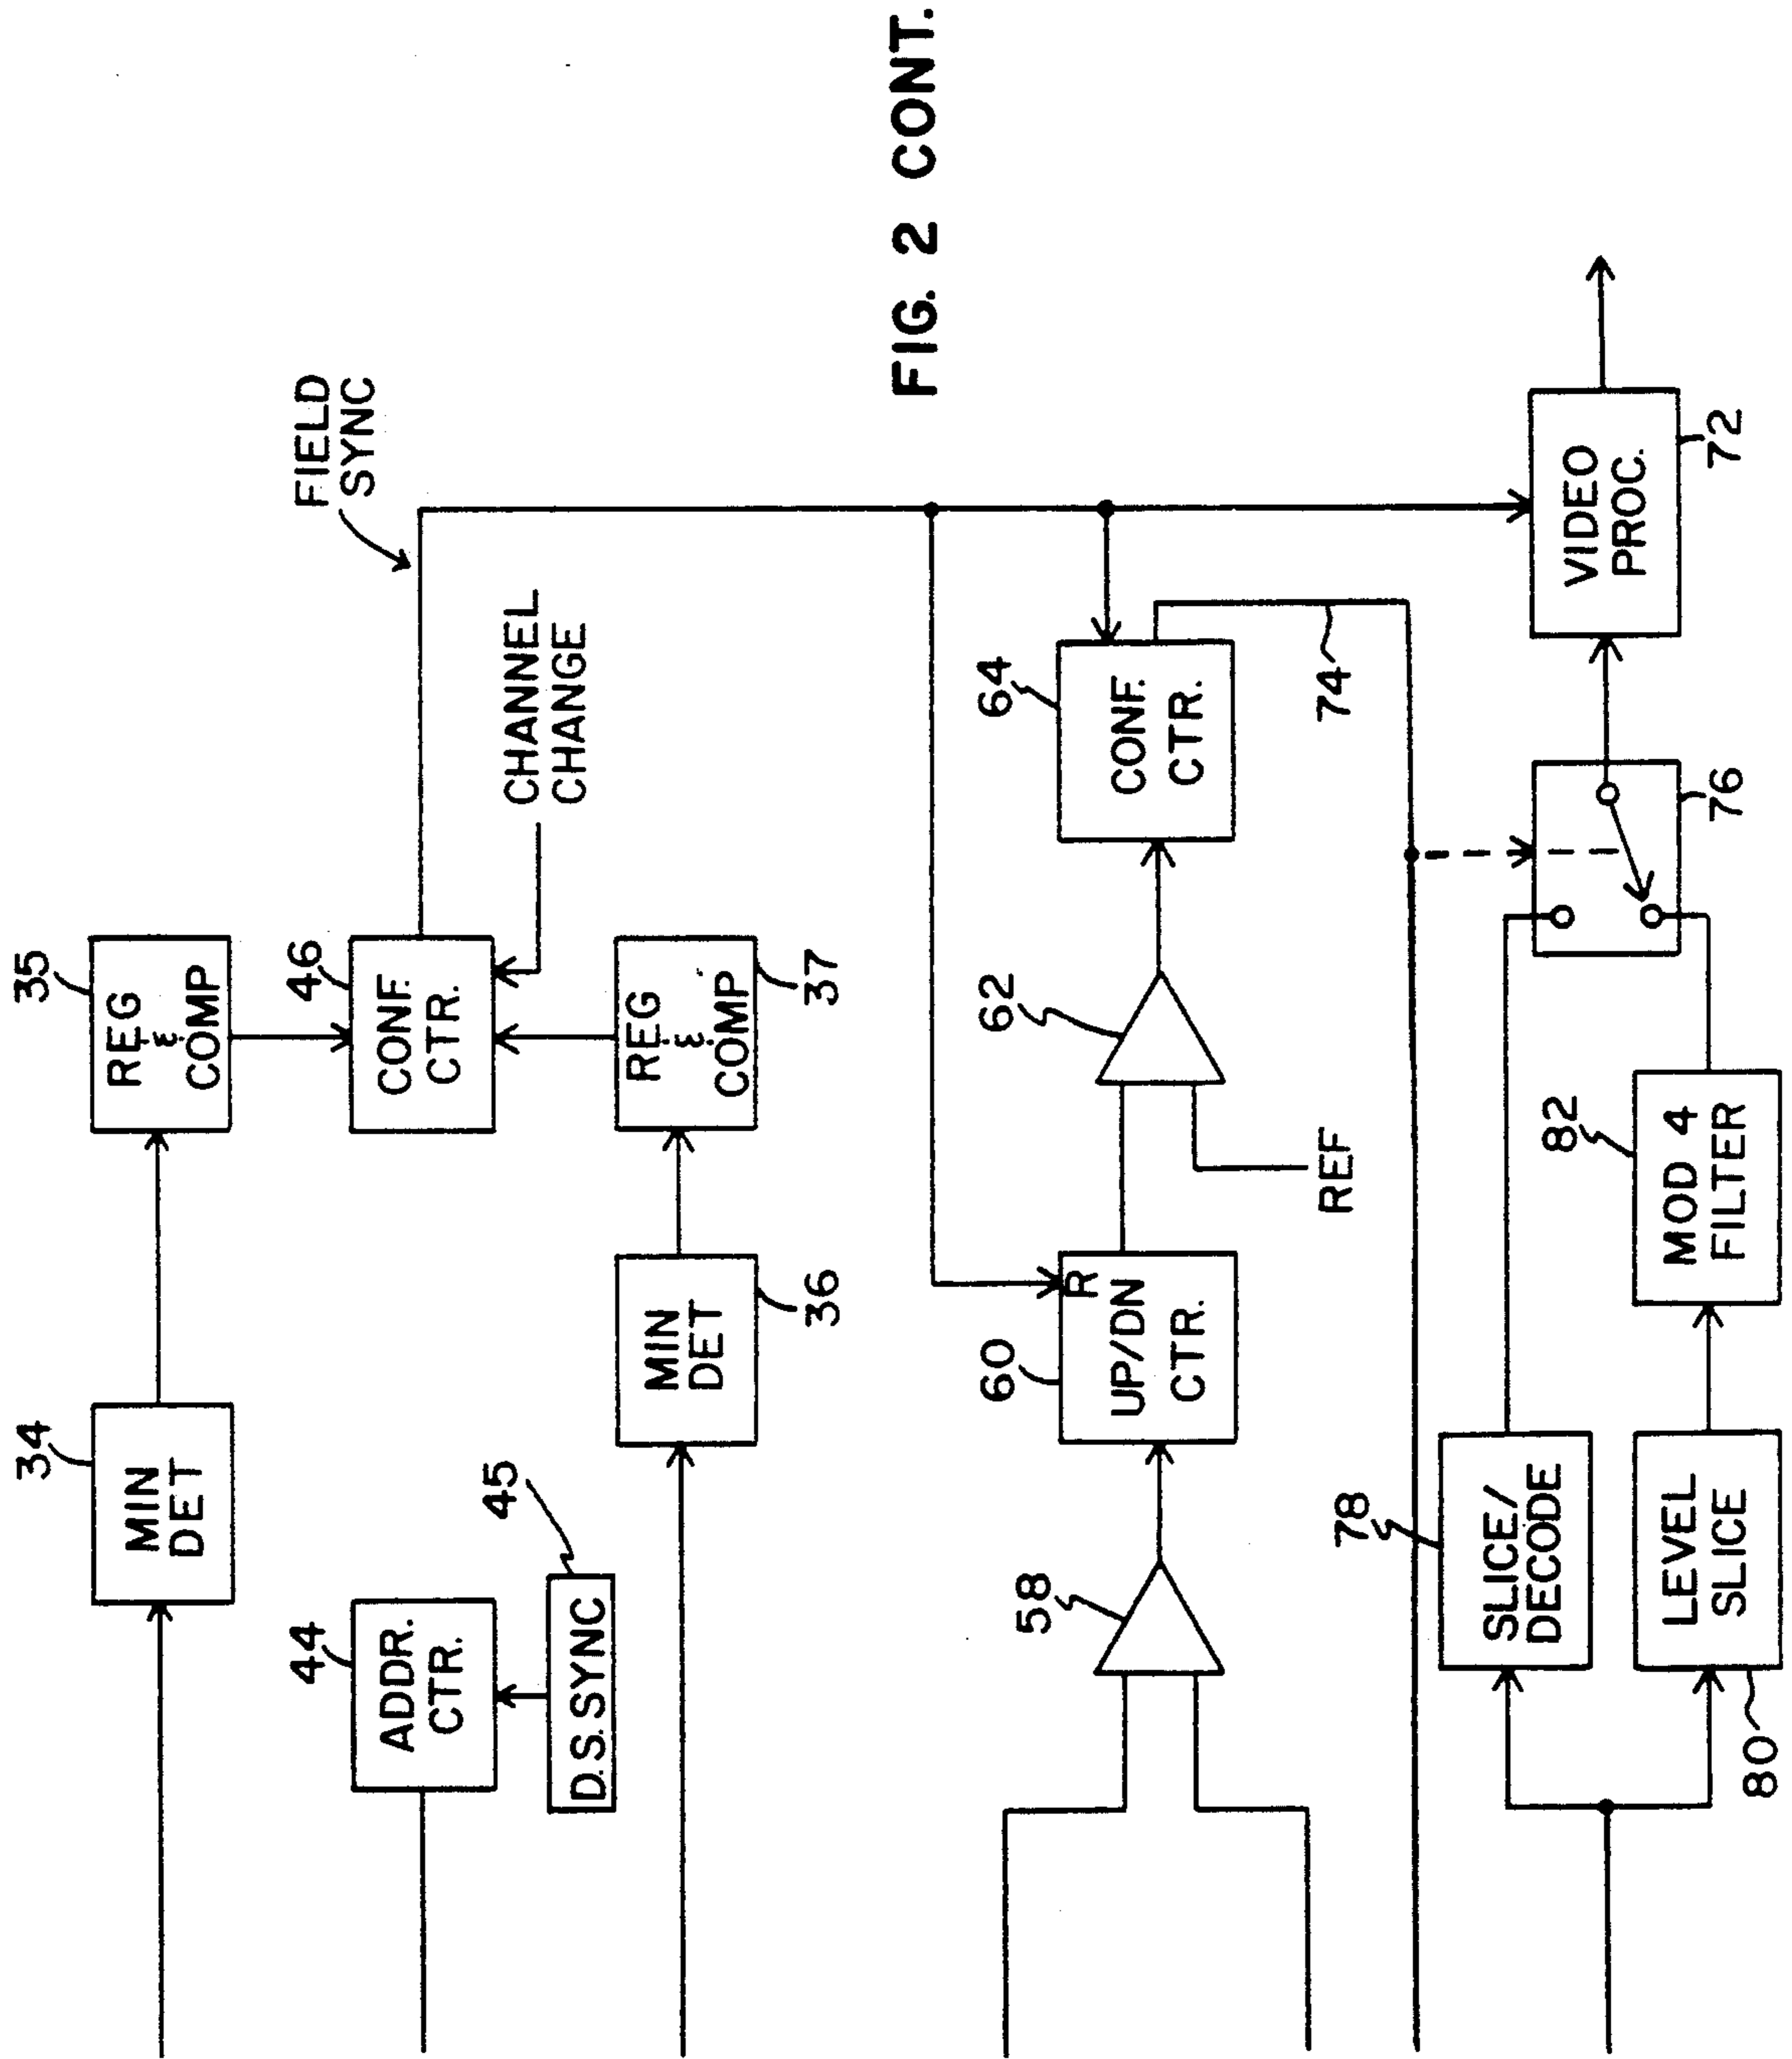 34
MIN
DET
35
REG
&
COMP
FIELD
SYNC
44
ADDR.
CTR.
46
CONF.
CTR.
CHANNEL
CHANGE
45
D.S. SYNC
MIN
DET
36
REG
&
COMP
37
FIG. 2 CONT.
58
60
R
UP/DN
CTR.
62
REF
64
CONF.
CTR.
74
78
SLICE/
DECODE
LEVEL
SLICE
80
82
MOD 4
FILTER
76
VIDEO
PROC.
72